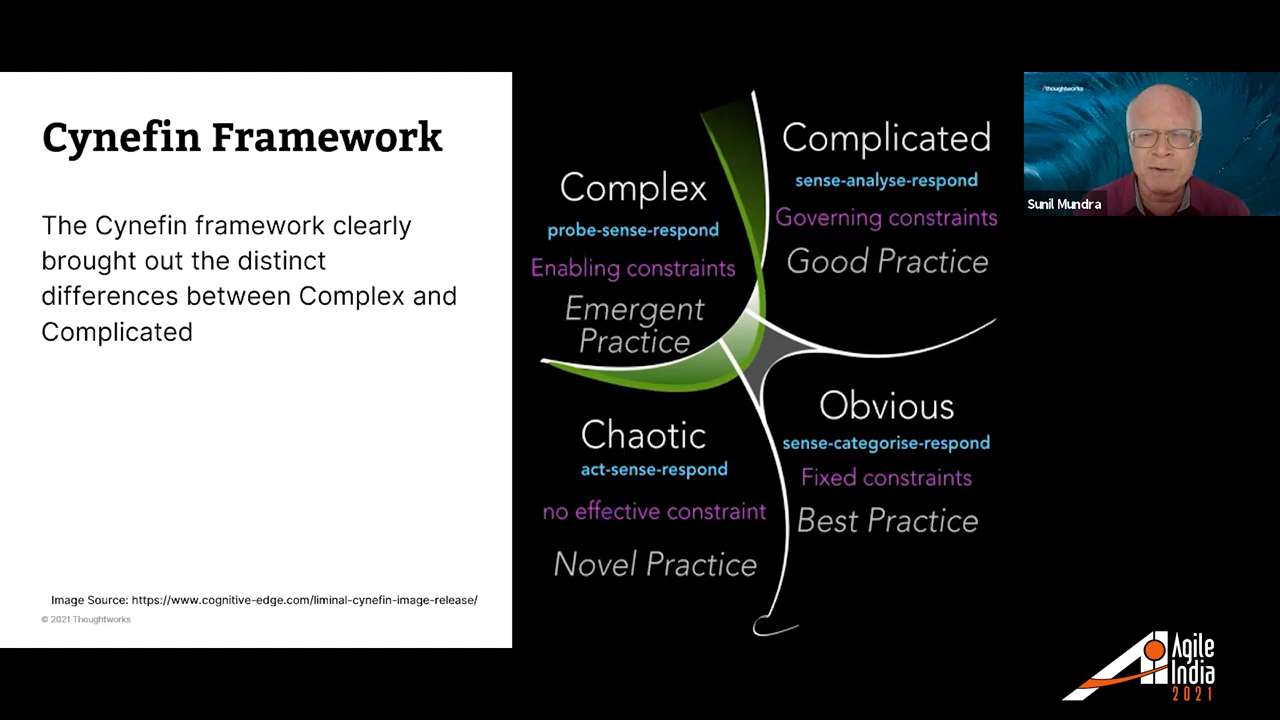 Cynefin Framework
The Cynefin framework clearly
brought out the distinct
differences between Complex and
Complicated
Image Source: https://www.cognitive-edge.com/liminal-cynefin-image-release/
© 2021 Thoughtworks
Complex
probe-sense-respond
Enabling constraints
Emergent
Practice
Complicated
sense-analyse-respond
Governing constraints
Good Practice
Chaotic
act-sense-respond
no effective constraint
Novel Practice
Obvious
sense-categorise-respond
Fixed constraints
Best Practice
/thoughtworks
Sunil Mundra
Agile
India
2021